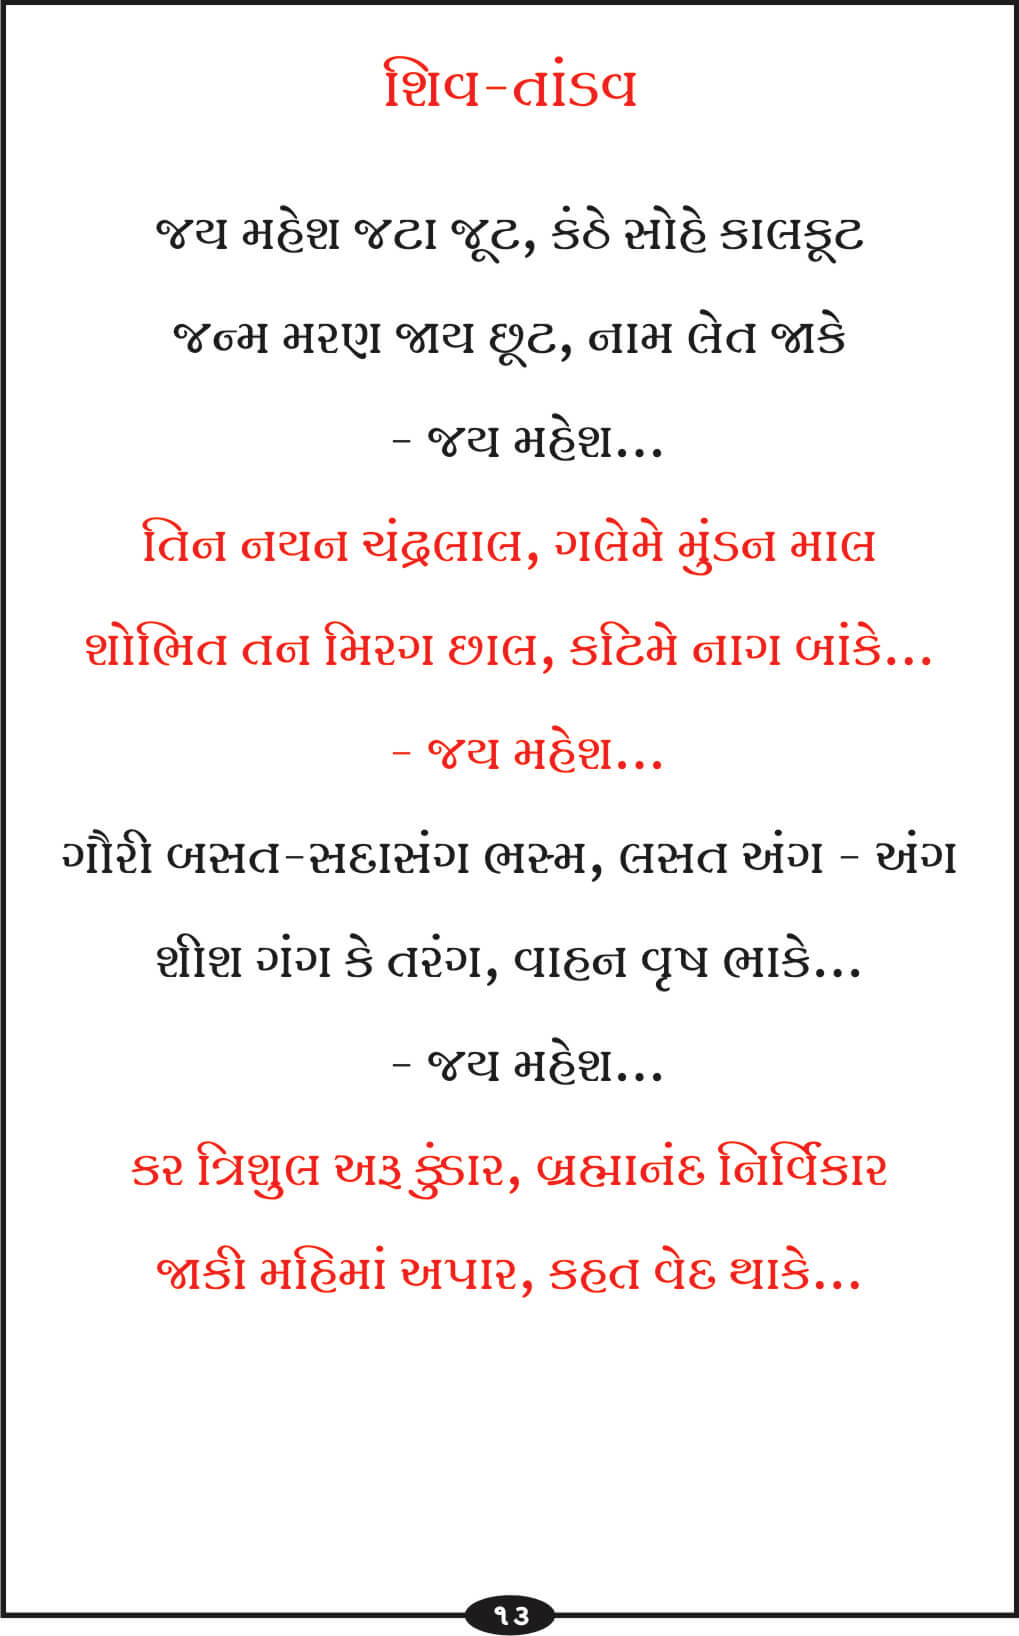 શિવ-તાંડવ
જય મહેશ જટા જૂટ, કંઠે સોહે કાલકૂટ
જન્મ મરણ જાય છૂટ, નામ લેત જાકે
- જય મહેશ...
તિન નયન ચંદ્રલાલ, ગલેમે મુંડન માલ
શોભિત તન મિરગ છાલ, કટિમે નાગ બાંકે...
- જય મહેશ...
ગૌરી બસત-સદાસંગ ભસ્મ, લસત અંગ - અંગ
શીશ ગંગ કે તરંગ, વાહન વૃષ ભાકે...
- જય મહેશ...
કર ત્રિશુલ અરૂ કુંડાર, બ્રહ્માનંદ નિર્વિકાર
જાકી મહિમાં અપાર, કહત વેદ થાકે...
૧૩